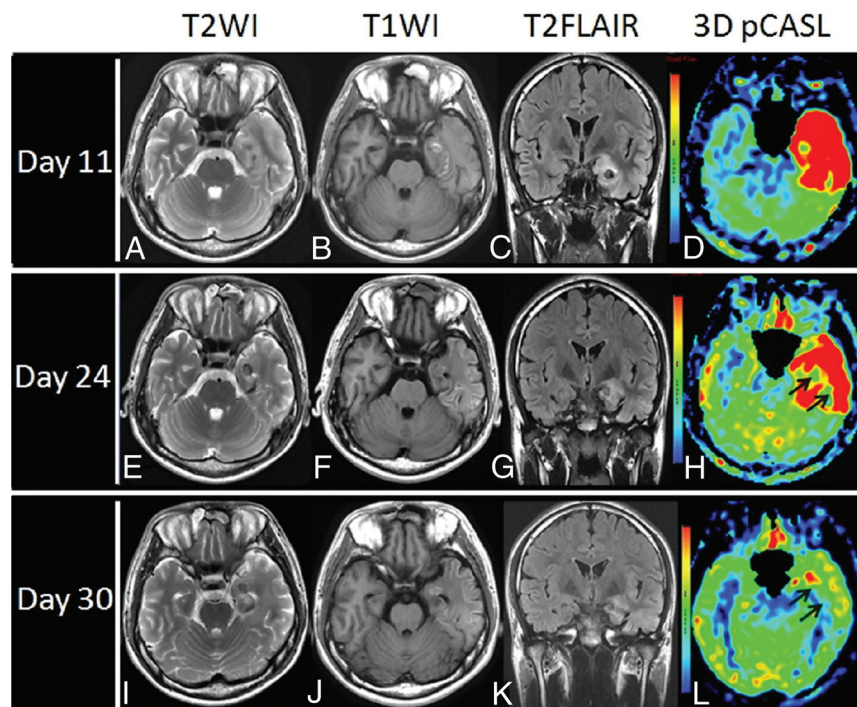 T2WI T1WI T2FLAIR 3D pCASL
Day 11
A B C D
Day 24
E F G H
Day 30
I J K L